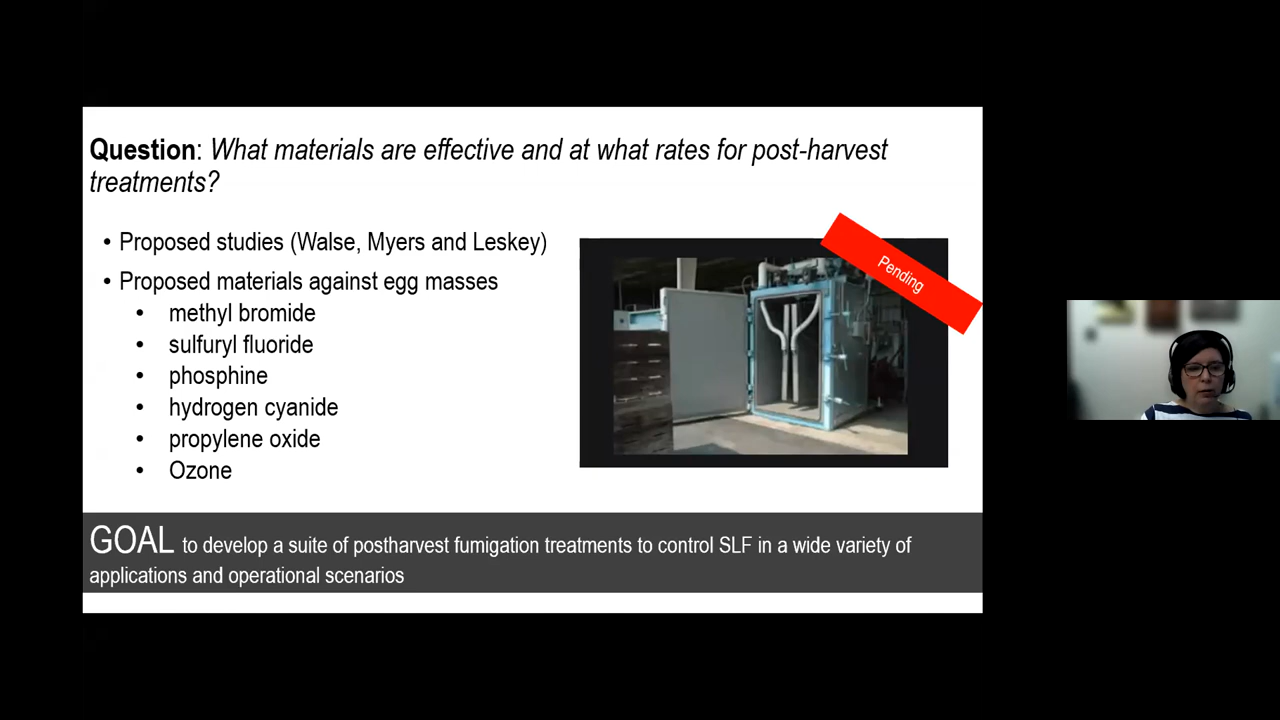 Question: What materials are effective and at what rates for post-harvest
treatments?
• Proposed studies (Walse, Myers and Leskey)
• Proposed materials against egg masses
• methyl bromide
• sulfuryl fluoride
• phosphine
• hydrogen cyanide
• propylene oxide
• Ozone
Pending
GOAL to develop a suite of postharvest fumigation treatments to control SLF in a wide variety of
applications and operational scenarios